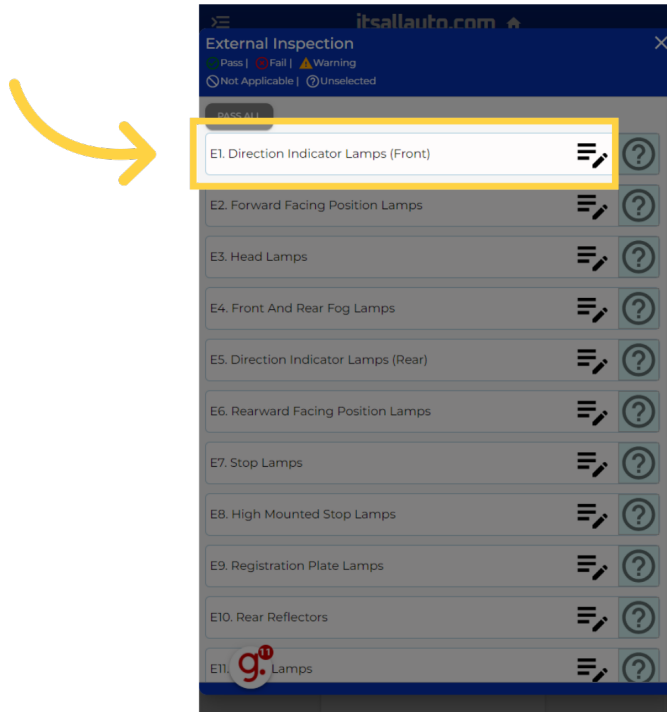 itsallauto.com
External Inspection
Pass | Fail | Warning
Not Applicable | Unselected
PASS ALL
E1. Direction Indicator Lamps (Front)
E2. Forward Facing Position Lamps
E3. Head Lamps
E4. Front And Rear Fog Lamps
E5. Direction Indicator Lamps (Rear)
E6. Rearward Facing Position Lamps
E7. Stop Lamps
E8. High Mounted Stop Lamps
E9. Registration Plate Lamps
E10. Rear Reflectors
E11. Lamps
g. 11